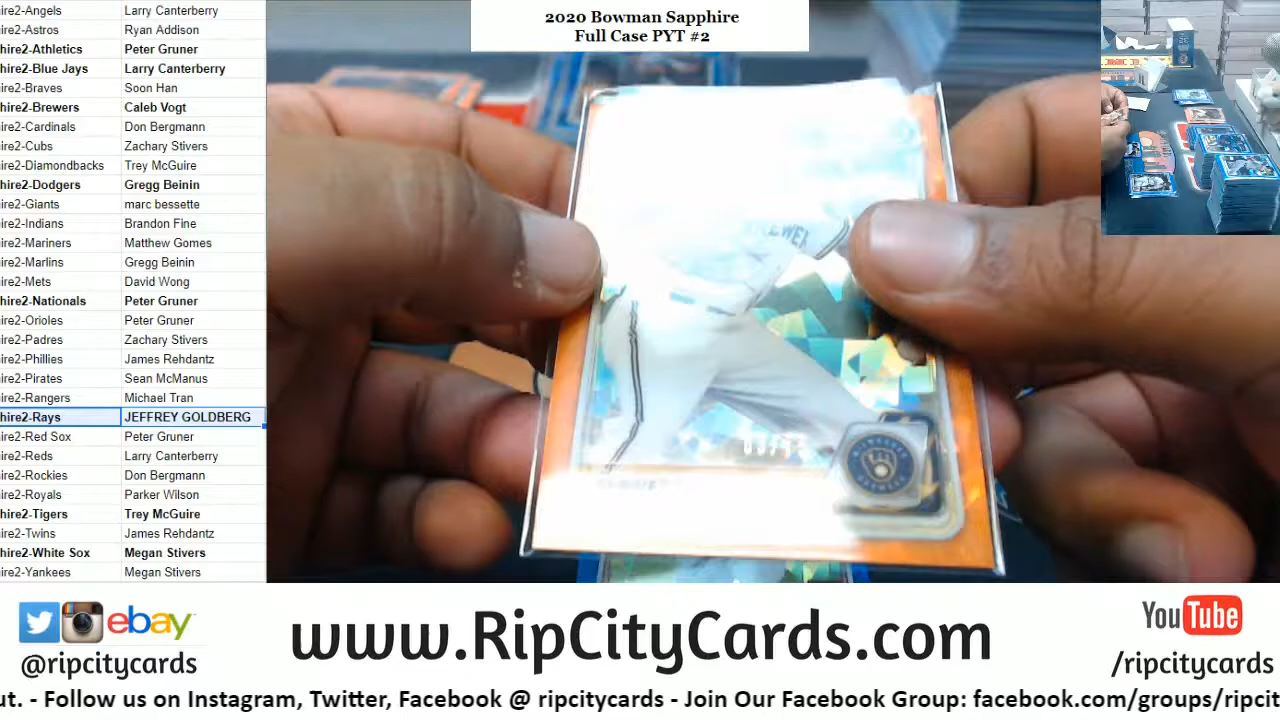 2020 Bowman Sapphire
Full Case PYT #2
hire2-Angels Larry Canterberry
ire2-Astros Ryan Addison
hire2-Athletics Peter Gruner
hire2-Blue Jays Larry Canterberry
ire2-Braves Soon Han
hire2-Brewers Caleb Vogt
ire2-Cardinals Don Bergmann
ire2-Cubs Zachary Stivers
ire2-Diamondbacks Trey McGuire
hire2-Dodgers Gregg Beinin
ire2-Giants marc bessette
ire2-Indians Brandon Fine
ire2-Mariners Matthew Gomes
ire2-Marlins Gregg Beinin
ire2-Mets David Wong
hire2-Nationals Peter Gruner
ire2-Orioles Peter Gruner
ire2-Padres Zachary Stivers
ire2-Phillies James Rehdantz
ire2-Pirates Sean McManus
ire2-Rangers Michael Tran
hire2-Rays JEFFREY GOLDBERG
ire2-Red Sox Peter Gruner
ire2-Reds Larry Canterberry
ire2-Rockies Don Bergmann
ire2-Royals Parker Wilson
hire2-Tigers Trey McGuire
ire2-Twins James Rehdantz
hire2-White Sox Megan Stivers
ire2-Yankees Megan Stivers
MILWAUKEE
BREWERS
ebay
@ripcitycards
www.RipCityCards.com
YouTube
/ripcitycards
ut. - Follow us on Instagram, Twitter, Facebook @ ripcitycards - Join Our Facebook Group: facebook.com/groups/ripcit